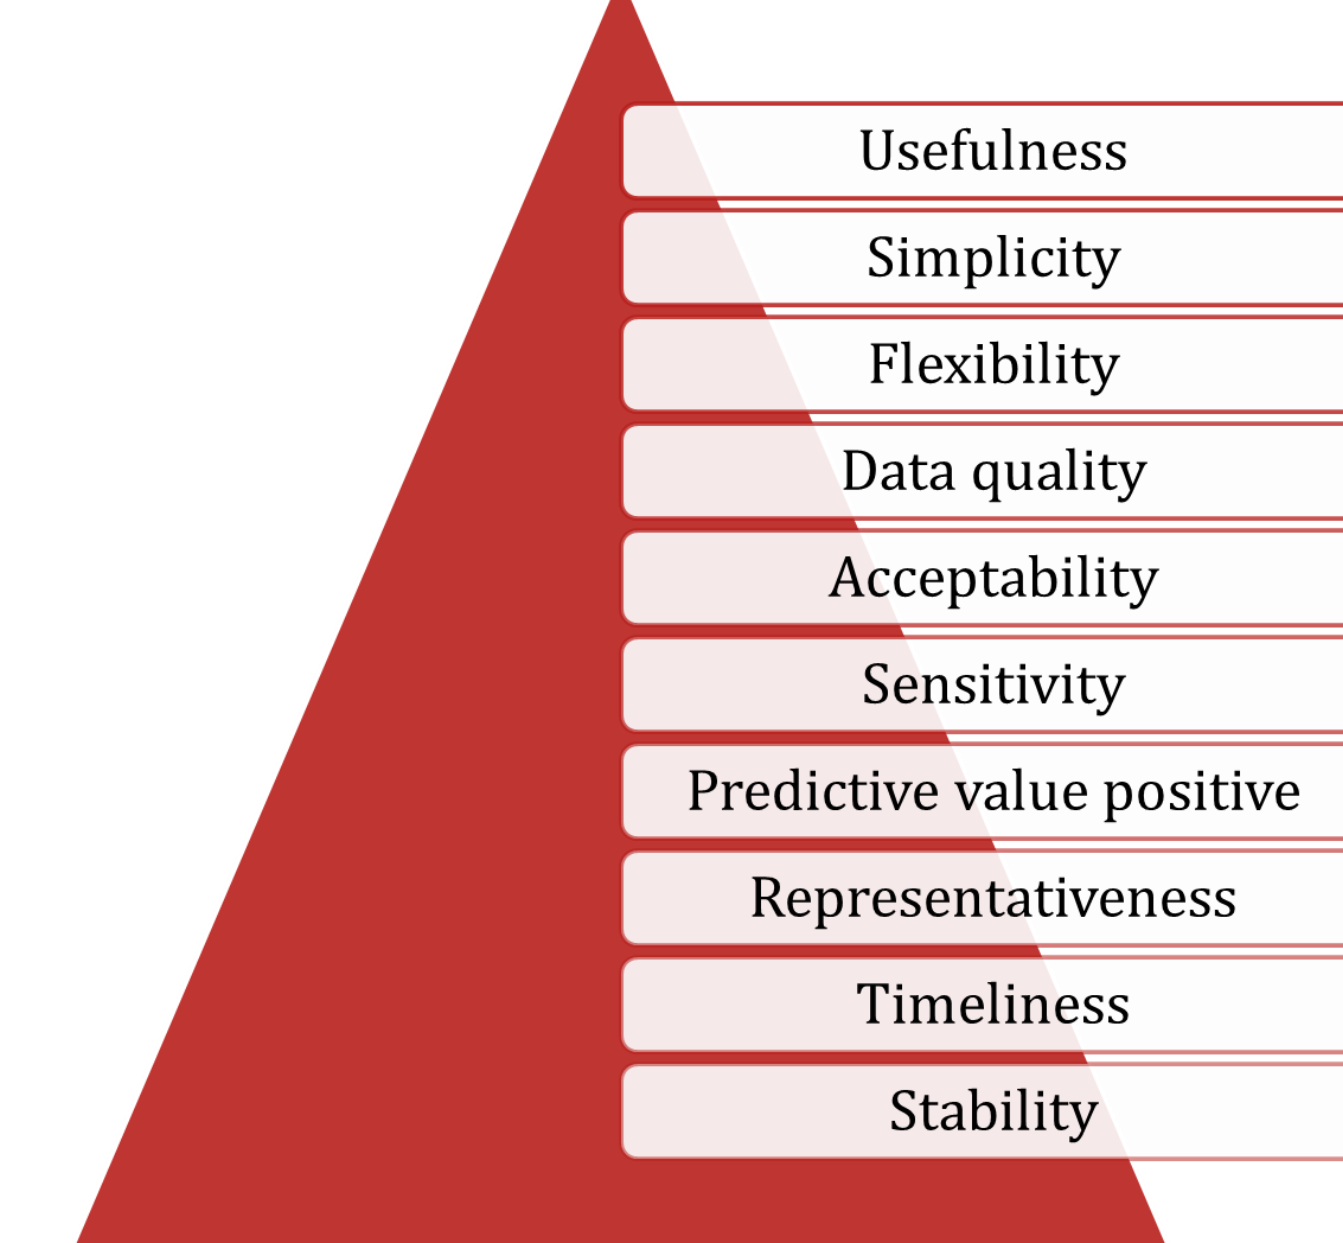 Usefulness
Simplicity
Flexibility
Data quality
Acceptability
Sensitivity
Predictive value positive
Representativeness
Timeliness
Stability